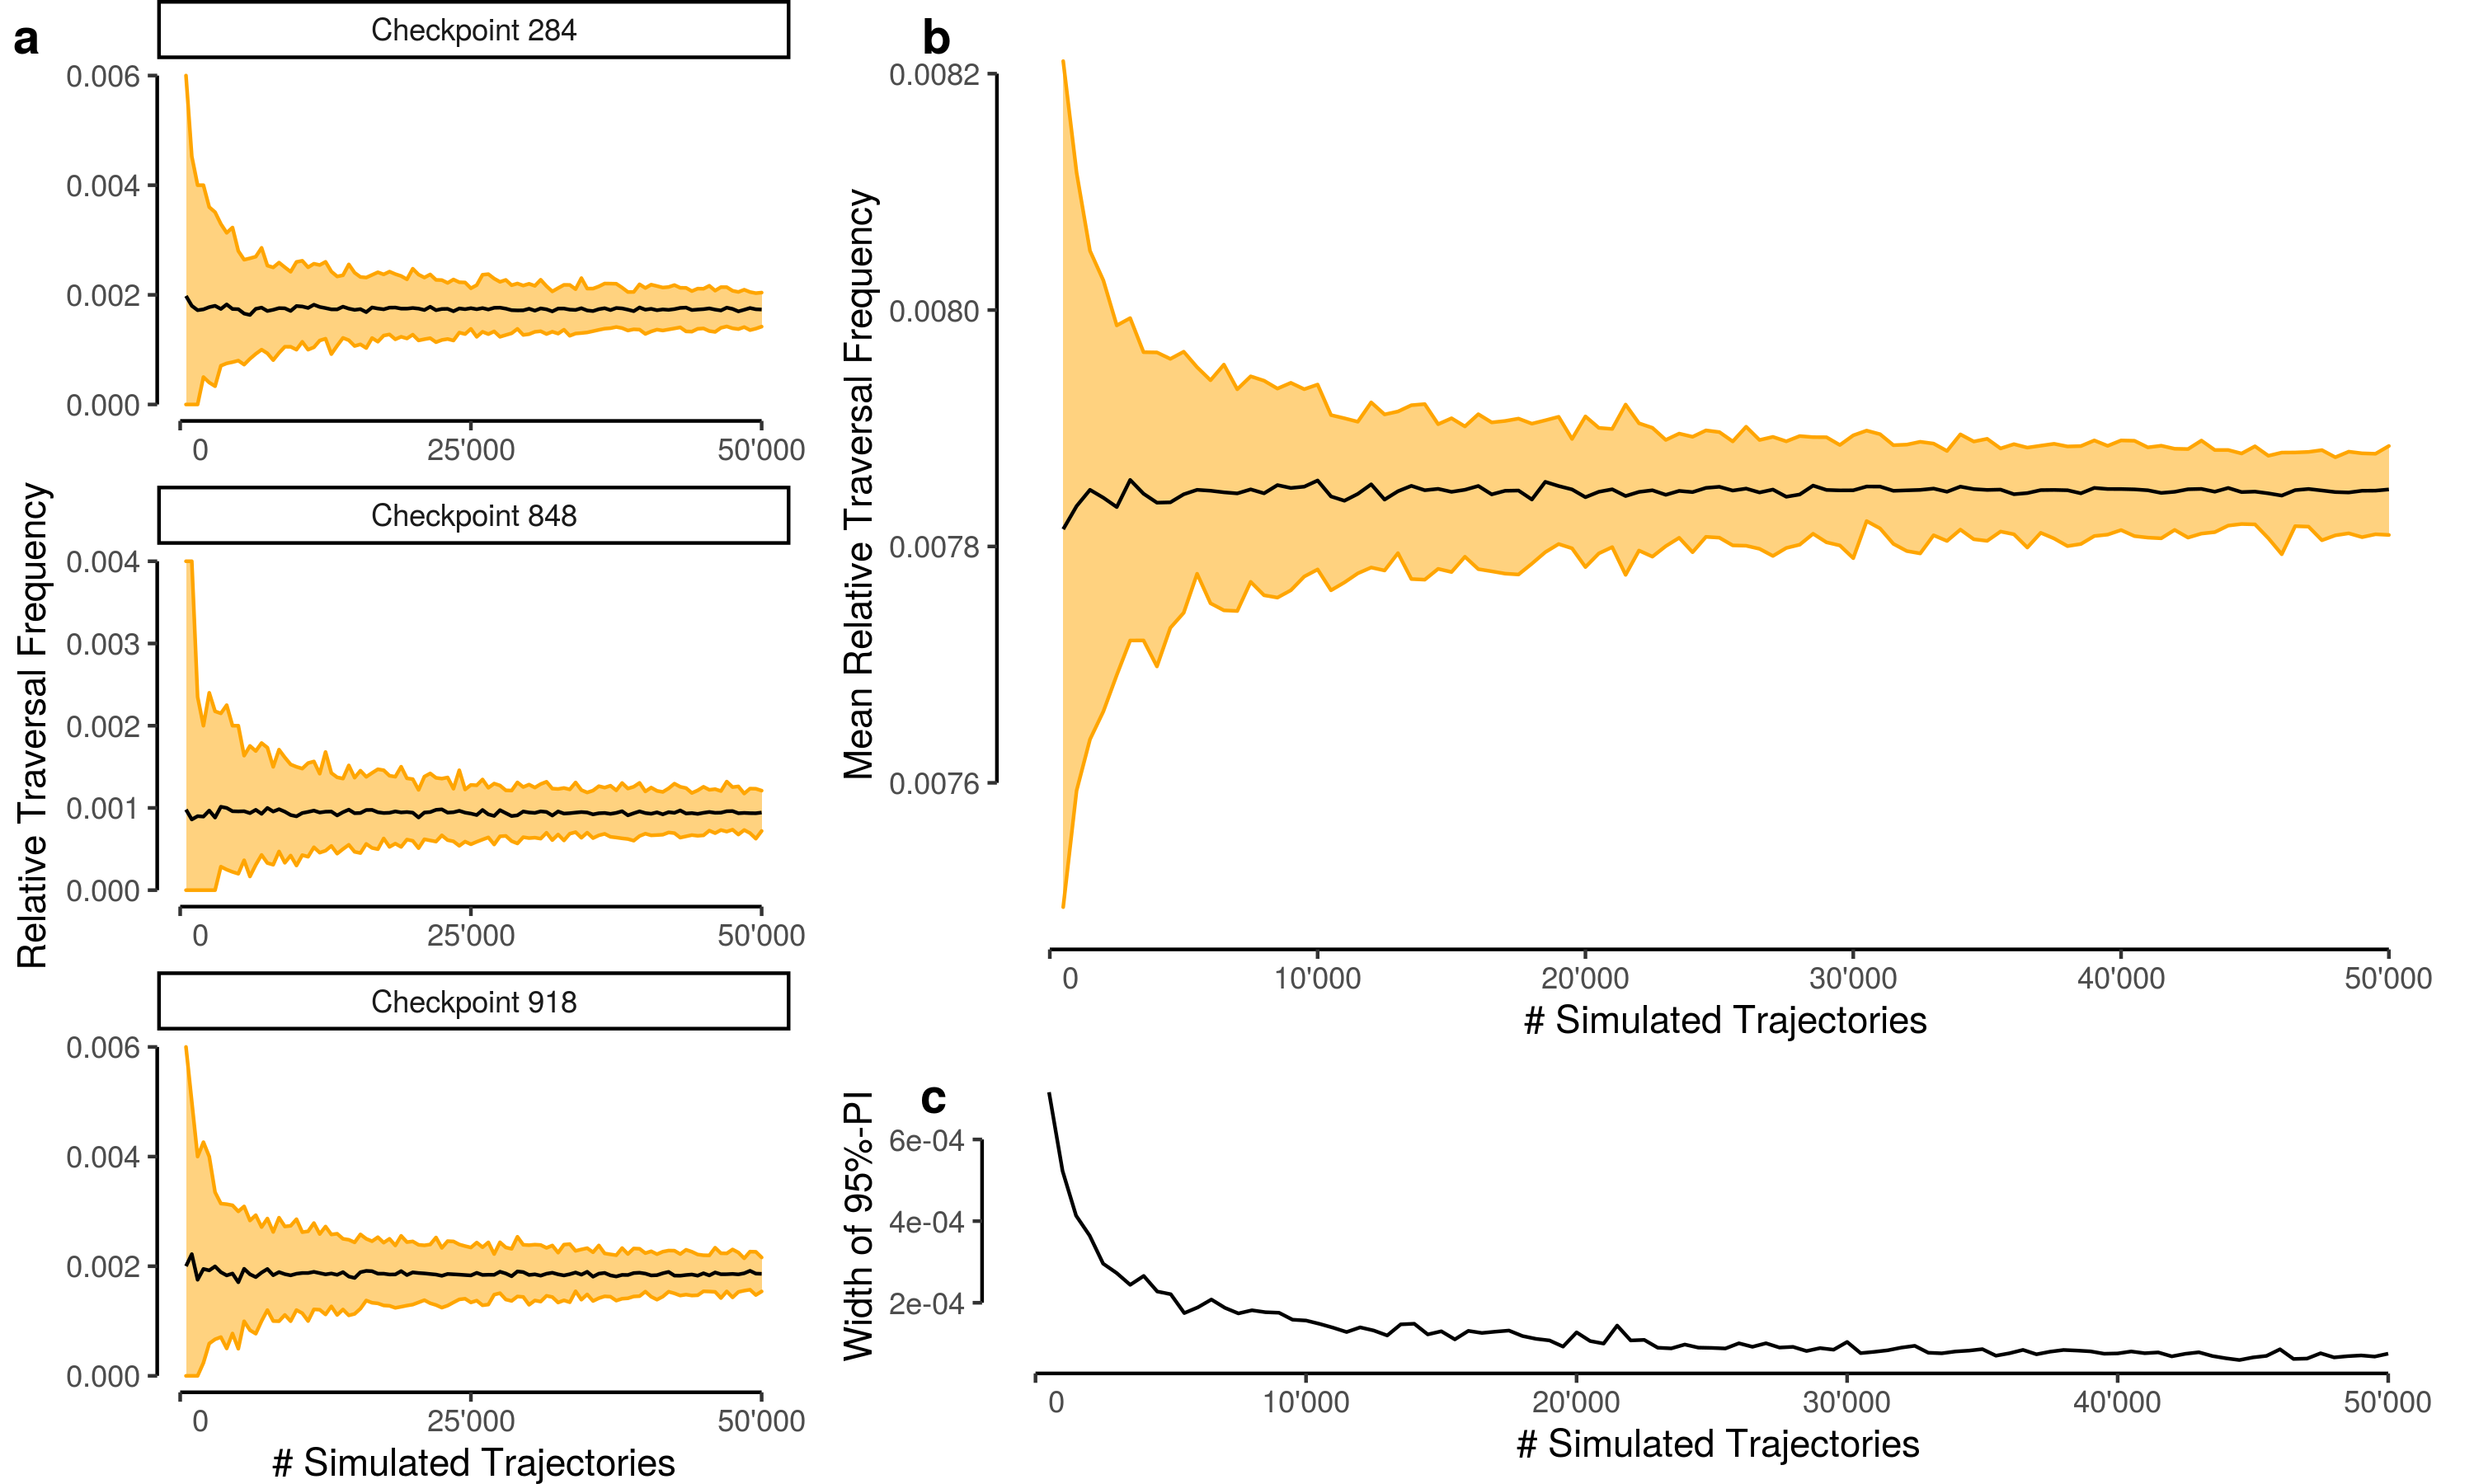 a
Checkpoint 284
0.006
0.004
0.002
0.000
0
25'000
50'000
Checkpoint 848
0.004
0.003
0.002
0.001
0.000
0
25'000
50'000
Checkpoint 918
0.006
0.004
0.002
0.000
0
25'000
50'000
Relative Traversal Frequency
# Simulated Trajectories
b
0.0082
0.0080
0.0078
0.0076
Mean Relative Traversal Frequency
0
10'000
20'000
30'000
40'000
50'000
# Simulated Trajectories
c
6e-04
4e-04
2e-04
Width of 95%-PI
0
10'000
20'000
30'000
40'000
50'000
# Simulated Trajectories